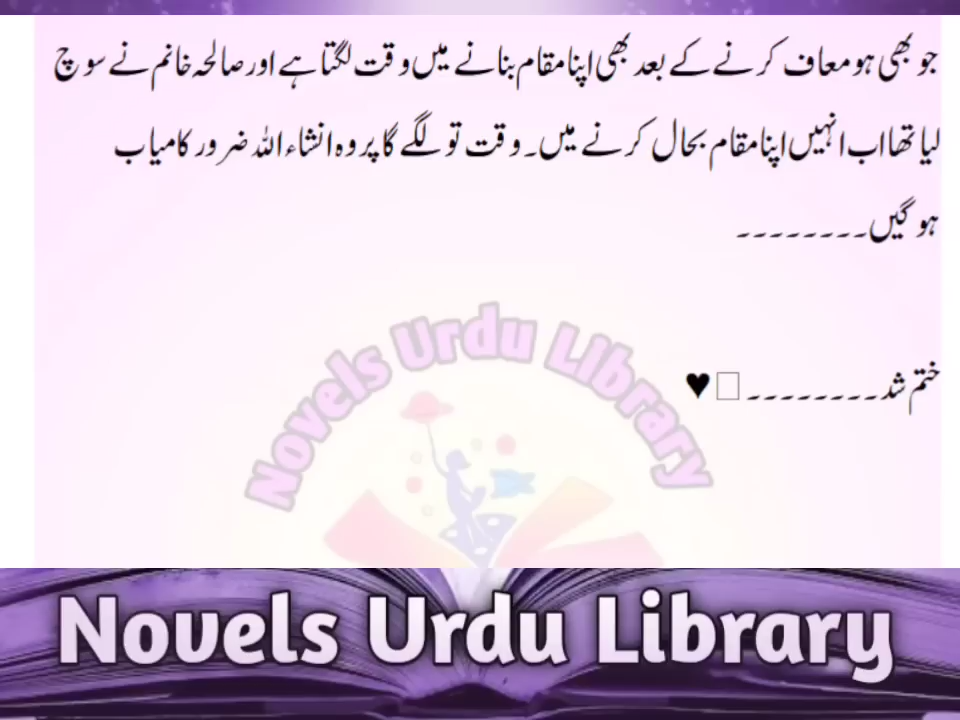 جو بھی ہو معاف کرنے کے بعد بھی اپنا مقام بنانے میں وقت لگتا ہے اور صالحہ خانم نے سوچ
لیا تھا اب انہیں اپنا مقام بحال کرنے میں۔ وقت تو لگے گا پر وہ انشاءاللہ ضرور کامیاب
ہو گیں۔۔۔۔۔۔۔۔
ختم شد۔۔۔۔۔۔۔۔ □ ♥
Novels Urdu Library
Novels Urdu Library